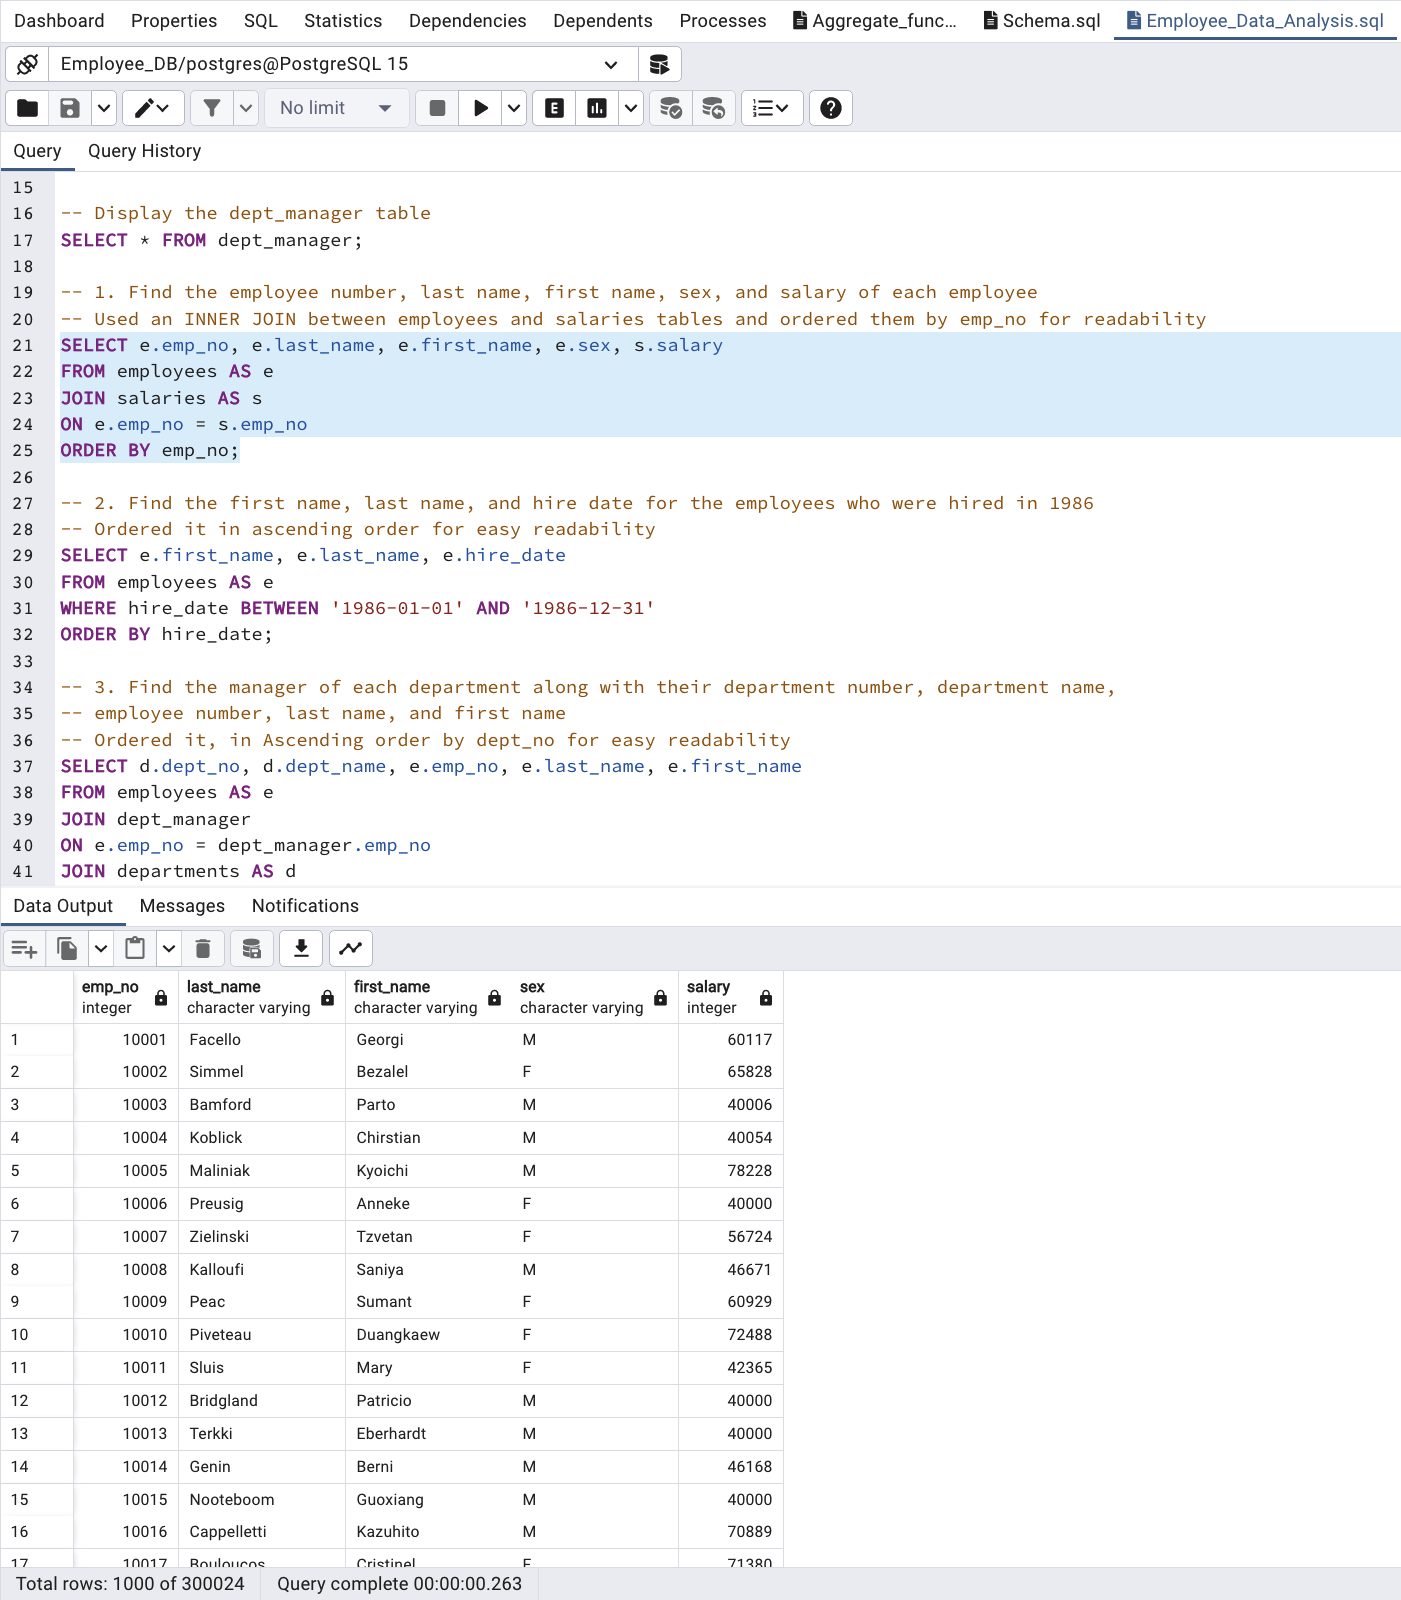 Dashboard Properties SQL Statistics Dependencies Dependents Processes Aggregate_func... Schema.sql Employee_Data_Analysis.sql
Employee_DB/postgres@PostgreSQL 15
No limit E
Query Query History
15
16 -- Display the dept_manager table
17 SELECT * FROM dept_manager;
18
19 -- 1. Find the employee number, last name, first name, sex, and salary of each employee
20 -- Used an INNER JOIN between employees and salaries tables and ordered them by emp_no for readability
21 SELECT e.emp_no, e.last_name, e.first_name, e.sex, s.salary
22 FROM employees AS e
23 JOIN salaries AS s
24 ON e.emp_no = s.emp_no
25 ORDER BY emp_no;
26
27 -- 2. Find the first name, last name, and hire date for the employees who were hired in 1986
28 -- Ordered it in ascending order for easy readability
29 SELECT e.first_name, e.last_name, e.hire_date
30 FROM employees AS e
31 WHERE hire_date BETWEEN '1986-01-01' AND '1986-12-31'
32 ORDER BY hire_date;
33
34 -- 3. Find the manager of each department along with their department number, department name,
35 -- employee number, last name, and first name
36 -- Ordered it, in Ascending order by dept_no for easy readability
37 SELECT d.dept_no, d.dept_name, e.emp_no, e.last_name, e.first_name
38 FROM employees AS e
39 JOIN dept_manager
40 ON e.emp_no = dept_manager.emp_no
41 JOIN departments AS d
Data Output Messages Notifications
emp_no last_name first_name sex salary
integer character varying character varying character varying integer
1 10001 Facello Georgi M 60117
2 10002 Simmel Bezalel F 65828
3 10003 Bamford Parto M 40006
4 10004 Koblick Chirstian M 40054
5 10005 Maliniak Kyoichi M 78228
6 10006 Preusig Anneke F 40000
7 10007 Zielinski Tzvetan F 56724
8 10008 Kalloufi Saniya M 46671
9 10009 Peac Sumant F 60929
10 10010 Piveteau Duangkaew F 72488
11 10011 Sluis Mary F 42365
12 10012 Bridgland Patricio M 40000
13 10013 Terkki Eberhardt M 40000
14 10014 Genin Berni M 46168
15 10015 Nooteboom Guoxiang M 40000
16 10016 Cappelletti Kazuhito M 70889
17 10017 Bouloucos Cristinel F 71380
Total rows: 1000 of 300024 Query complete 00:00:00.263